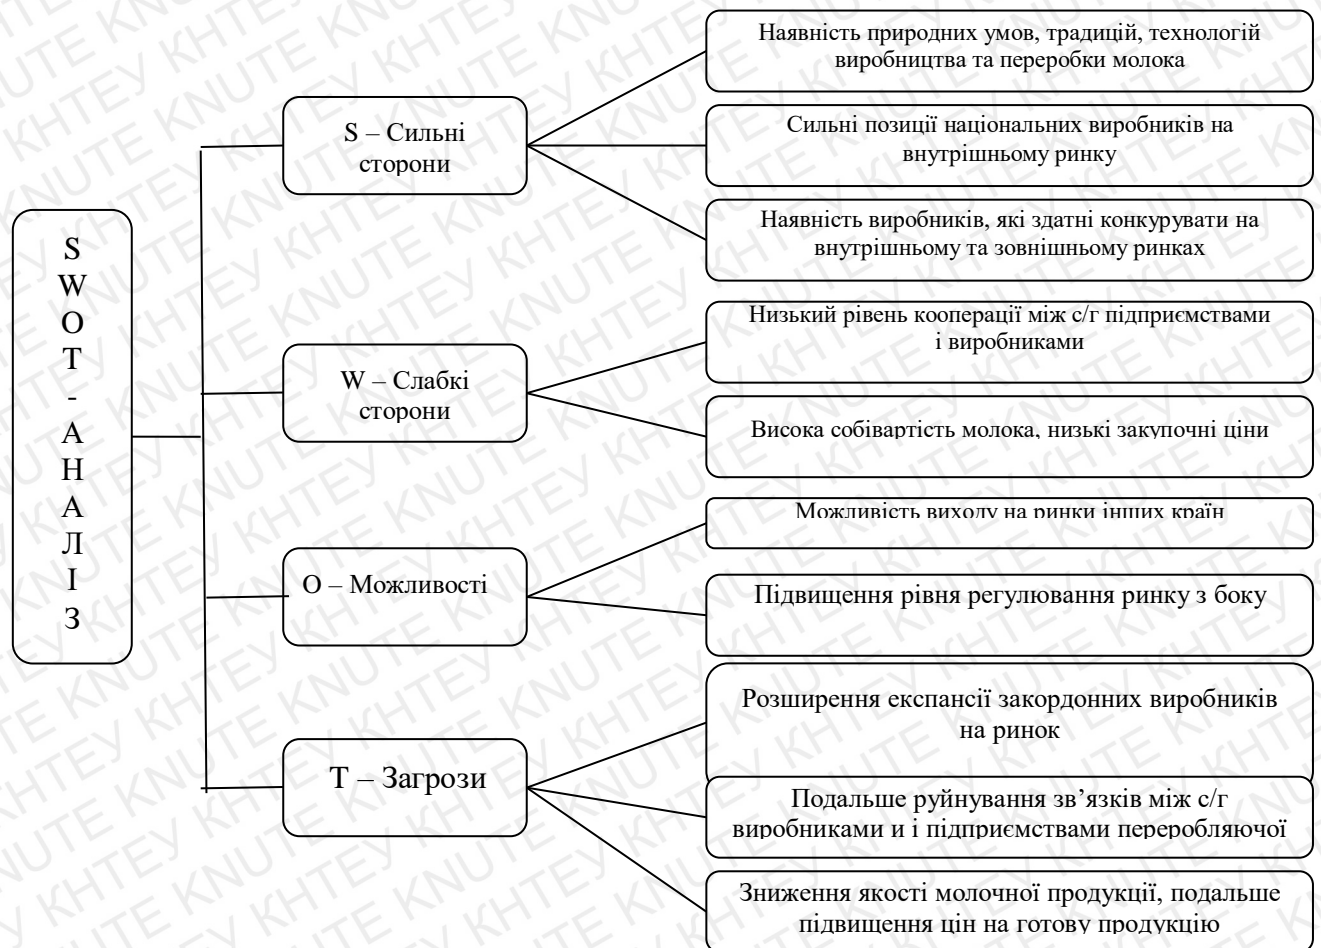 S
W
O
T
-
А
Н
А
Л
І
З
S – Сильні
сторони
Наявність природних умов, традицій, технологій
виробництва та переробки молока
Сильні позиції національних виробників на
внутрішньому ринку
Наявність виробників, які здатні конкурувати на
внутрішньому та зовнішньому ринках
W – Слабкі
сторони
Низький рівень кооперації між с/г підприємствами
і виробниками
Висока собівартість молока, низькі закупочні ціни
O – Можливості
Можливість виходу на ринки інших країн
Підвищення рівня регулювання ринку з боку
T – Загрози
Розширення експансії закордонних виробників
на ринок
Подальше руйнування зв’язків між с/г
виробниками и і підприємствами переробляючої
Зниження якості молочної продукції, подальше
підвищення цін на готову продукцію
KNUTE КНТЕУ